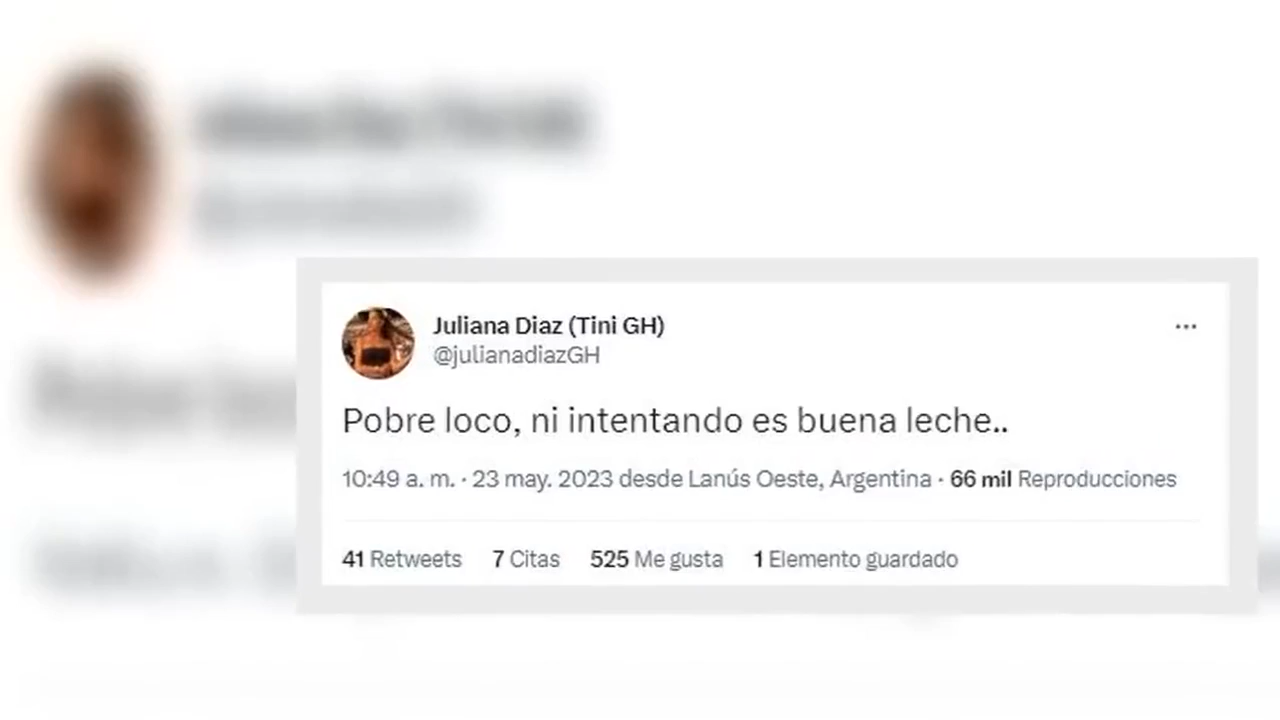 Juliana Diaz (Tini GH)
@julianadiazGH
Pobre loco, ni intentando es buena leche..
10:49 a. m. · 23 may. 2023 desde Lanús Oeste, Argentina · 66 mil Reproducciones
41 Retweets 7 Citas 525 Me gusta 1 Elemento guardado